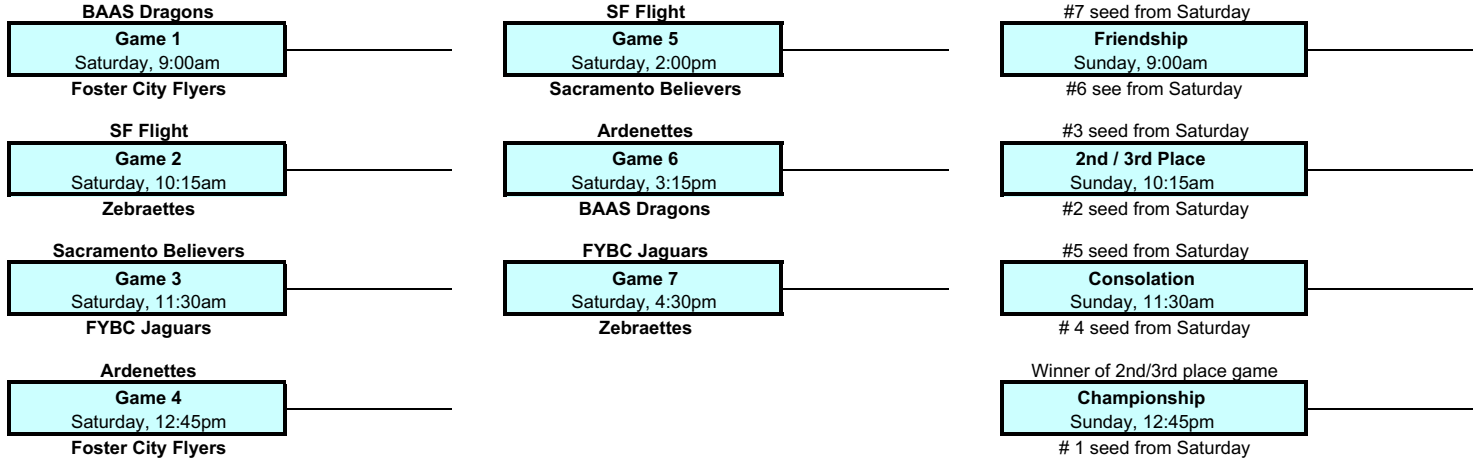 BAAS Dragons
Game 1
Saturday, 9:00am
Foster City Flyers
SF Flight
Game 2
Saturday, 10:15am
Zebraettes
Sacramento Believers
Game 3
Saturday, 11:30am
FYBC Jaguars
Ardenettes
Game 4
Saturday, 12:45pm
Foster City Flyers
SF Flight
Game 5
Saturday, 2:00pm
Sacramento Believers
Ardenettes
Game 6
Saturday, 3:15pm
BAAS Dragons
FYBC Jaguars
Game 7
Saturday, 4:30pm
Zebraettes
#7 seed from Saturday
Friendship
Sunday, 9:00am
#6 see from Saturday
#3 seed from Saturday
2nd / 3rd Place
Sunday, 10:15am
#2 seed from Saturday
#5 seed from Saturday
Consolation
Sunday, 11:30am
# 4 seed from Saturday
Winner of 2nd/3rd place game
Championship
Sunday, 12:45pm
# 1 seed from Saturday